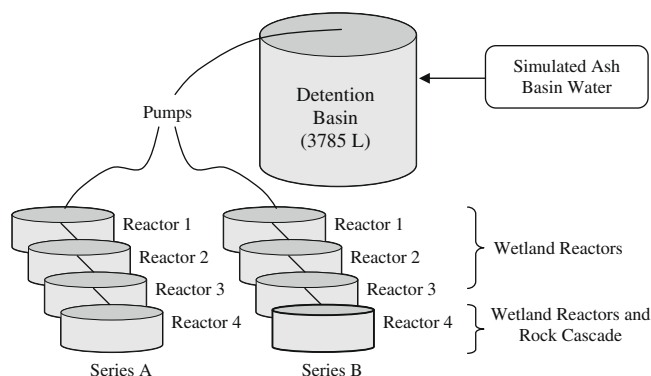 Simulated Ash
Basin Water
Detention
Basin
(3785 L)
Pumps
Reactor 1
Reactor 2
Reactor 3
Reactor 4
Series A
Reactor 1
Reactor 2
Reactor 3
Reactor 4
Series B
Wetland Reactors
Wetland Reactors and
Rock Cascade